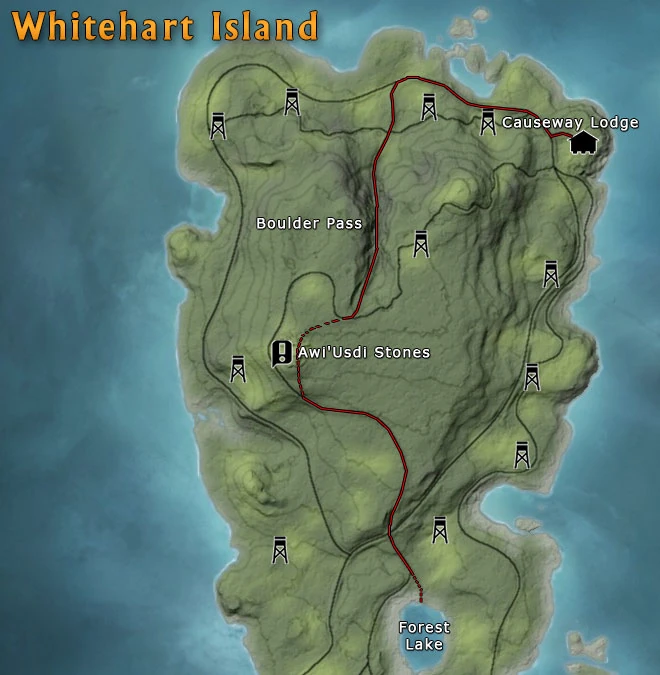 Whitehart Island
Causeway Lodge
Boulder Pass
Awi'Usdi Stones
Forest
Lake